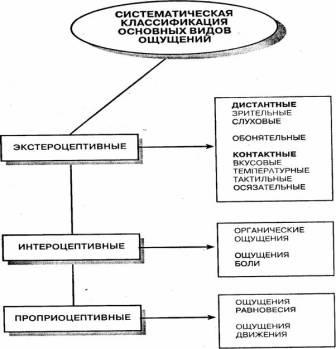 СИСТЕМАТИЧЕСКАЯ
КЛАССИФИКАЦИЯ
ОСНОВНЫХ ВИДОВ
ОЩУЩЕНИЙ
ЭКСТЕРОЦЕПТИВНЫЕ
ДИСТАНТНЫЕ
ЗРИТЕЛЬНЫЕ
СЛУХОВЫЕ
ОБОНЯТЕЛЬНЫЕ
КОНТАКТНЫЕ
ВКУСОВЫЕ
ТЕМПЕРАТУРНЫЕ
ТАКТИЛЬНЫЕ
ОСЯЗАТЕЛЬНЫЕ
ИНТЕРОЦЕПТИВНЫЕ
ОРГАНИЧЕСКИЕ
ОЩУЩЕНИЯ
ОЩУЩЕНИЯ
БОЛИ
ПРОПРИОЦЕПТИВНЫЕ
ОЩУЩЕНИЯ
РАВНОВЕСИЯ
ОЩУЩЕНИЯ
ДВИЖЕНИЯ